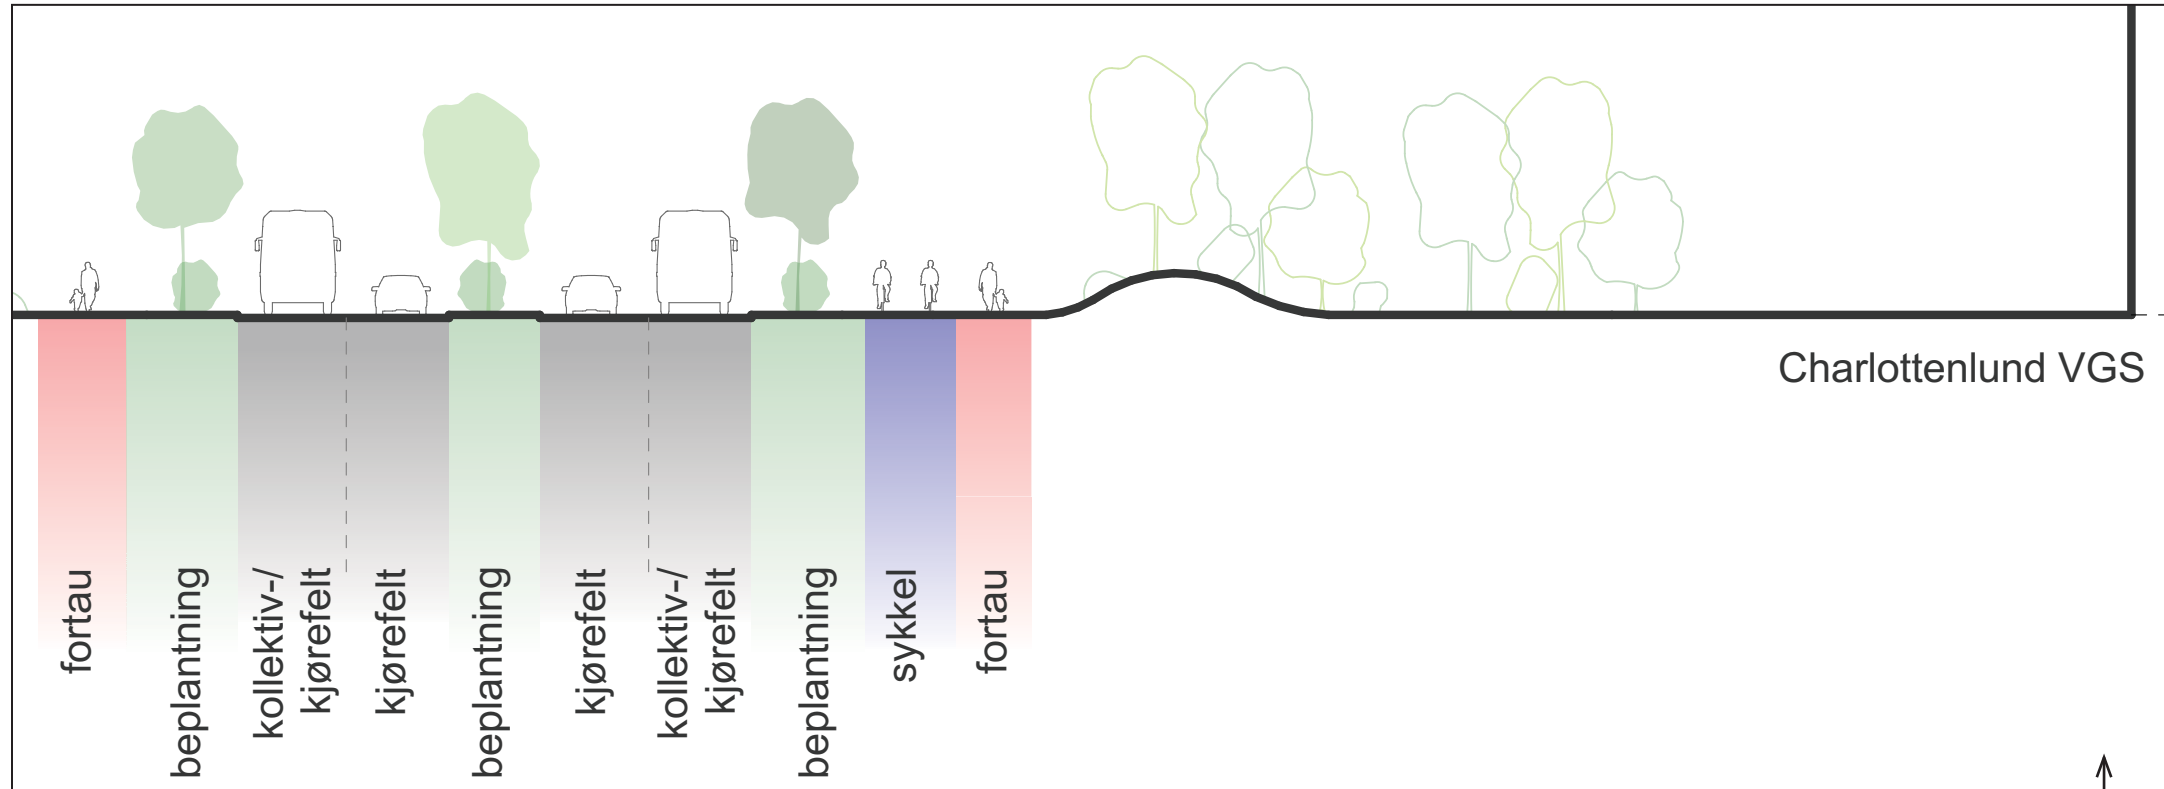 Charlottenlund VGS
fortau
beplantning
kollektiv-/
kjørefelt
kjørefelt
beplantning
kjørefelt
kollektiv-/
kjørefelt
beplantning
sykkel
fortau